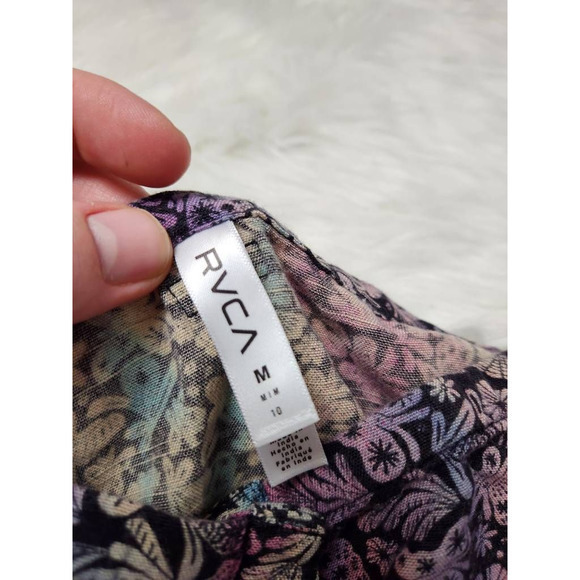 RVCA
M
M | M
10
India
Hecho en
India
Fabriqué
en Inde